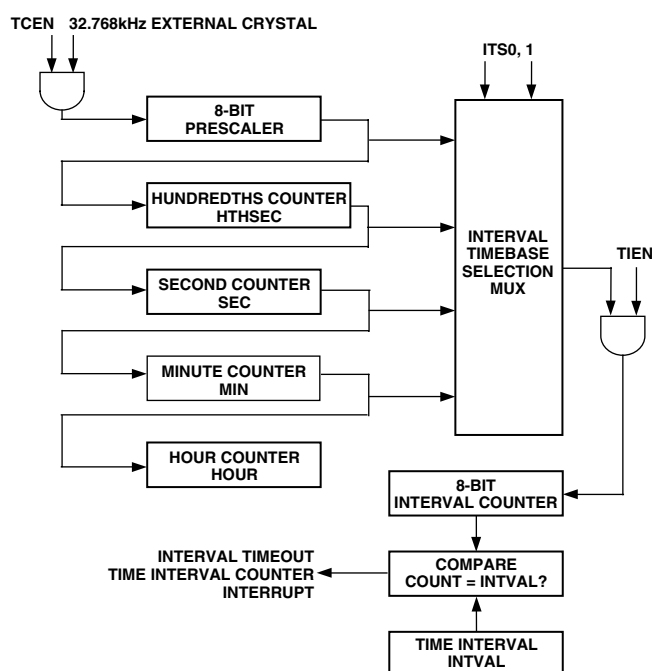 TCEN 32.768kHz EXTERNAL CRYSTAL
ITS0, 1
8-BIT
PRESCALER
HUNDREDTHS COUNTER
HTHSEC
INTERVAL
TIMEBASE
SELECTION
MUX
TIEN
SECOND COUNTER
SEC
MINUTE COUNTER
MIN
HOUR COUNTER
HOUR
8-BIT
INTERVAL COUNTER
INTERVAL TIMEOUT
TIME INTERVAL COUNTER
INTERRUPT
COMPARE
COUNT = INTVAL?
TIME INTERVAL
INTVAL